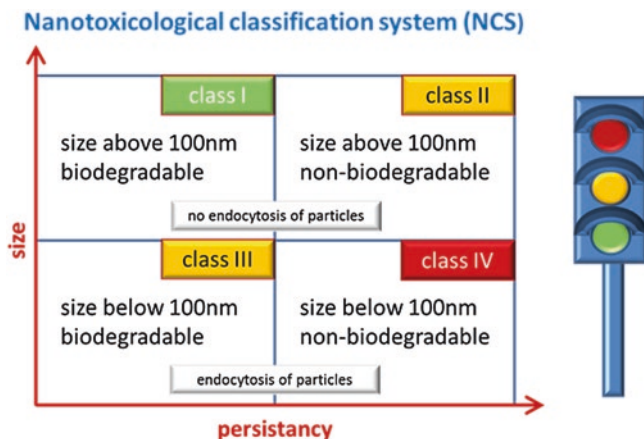 Nanotoxicological classification system (NCS)
class I
class II
size above 100nm
biodegradable
size above 100nm
non-biodegradable
no endocytosis of particles
size
class III
class IV
size below 100nm
biodegradable
size below 100nm
non-biodegradable
endocytosis of particles
persistancy